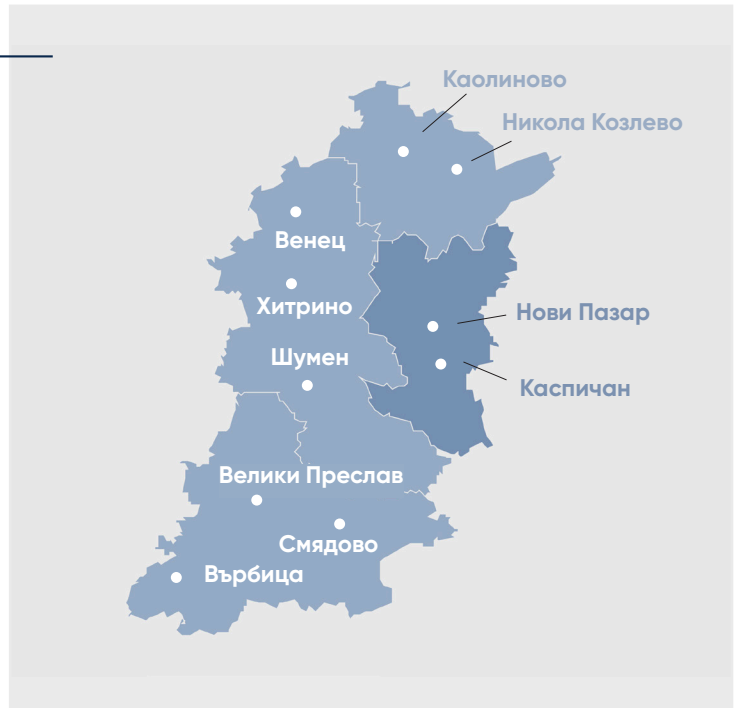 Каолиново
Никола Козлево
Венец
Хитрино
Нови Пазар
Шумен
Каспичан
Велики Преслав
Смядово
Върбица